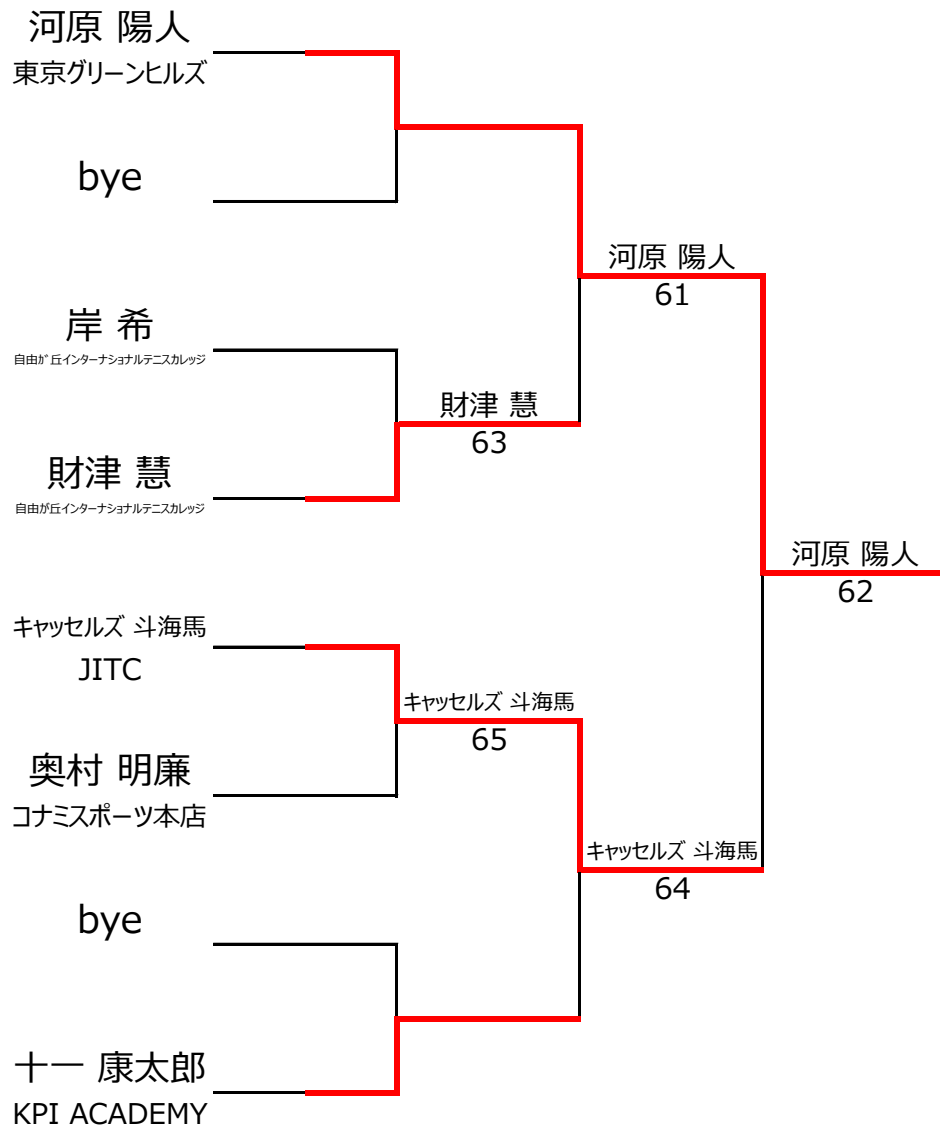 河原 陽人
東京グリーンヒルズ
bye
河原 陽人
61
岸 希
自由が丘インターナショナルテニスカレッジ
財津 慧
63
財津 慧
自由が丘インターナショナルテニスカレッジ
河原 陽人
62
キャッセルズ 斗海馬
JITC
キャッセルズ 斗海馬
65
奥村 明廉
コナミスポーツ本店
キャッセルズ 斗海馬
64
bye
十一 康太郎
KPI ACADEMY